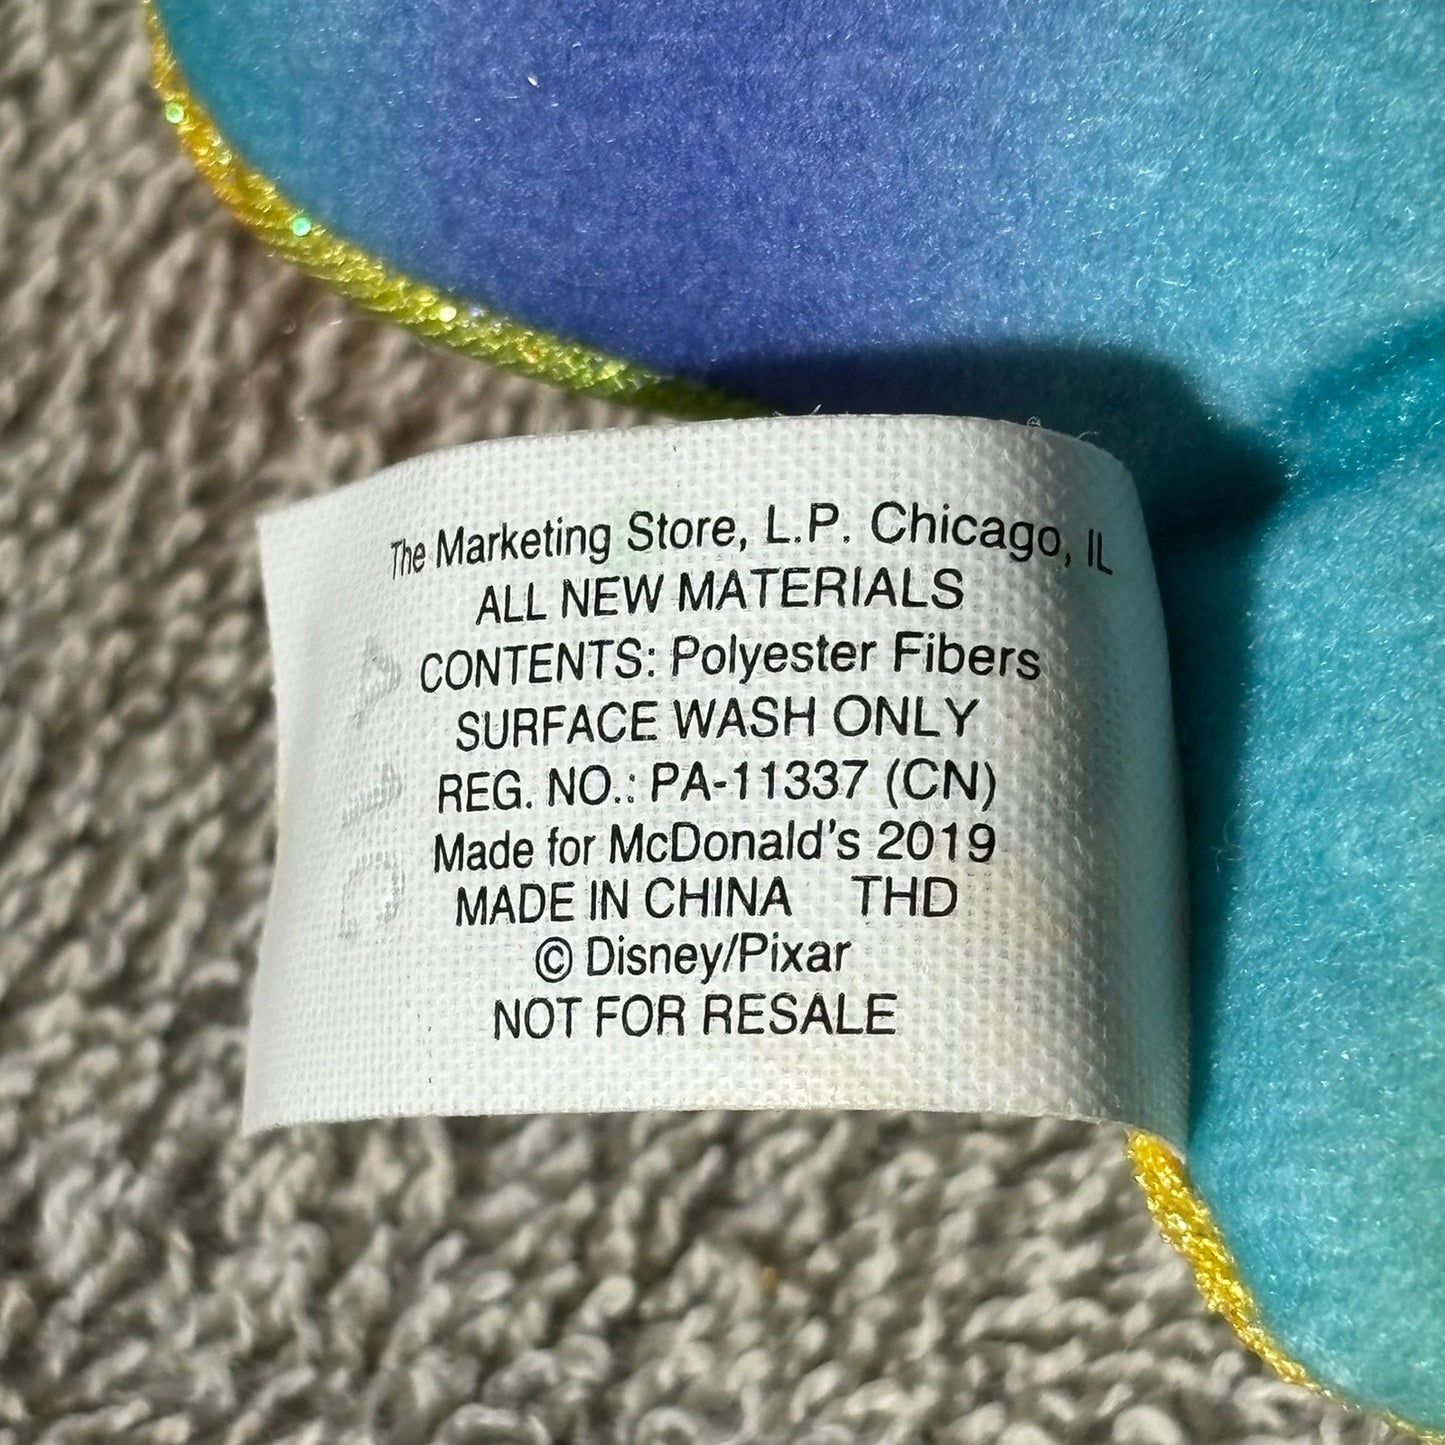 The Marketing Store, L.P. Chicago, IL
ALL NEW MATERIALS
CONTENTS: Polyester Fibers
SURFACE WASH ONLY
REG. NO.: PA-11337 (CN)
Made for McDonald's 2019
MADE IN CHINA THD
© Disney/Pixar
NOT FOR RESALE